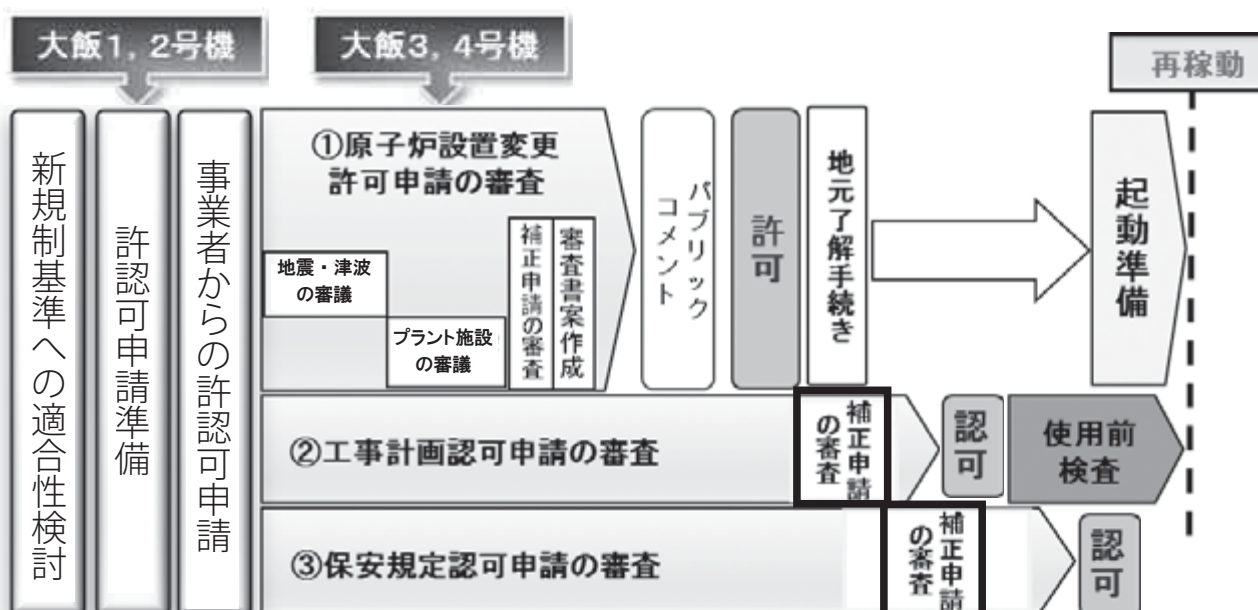 大飯1，2号機
大飯3，4号機
再稼動
新規制基準への適合性検討
許認可申請準備
事業者からの許認可申請
①原子炉設置変更
許可申請の審査
地震・津波
の審議
プラント施設
の審議
補正申請の審査
審査書案作成
パブリック
コメント
許可
地元了解手続き
起動準備
②工事計画認可申請の審査
補正申請
の審査
認可
使用前
検査
③保安規定認可申請の審査
補正申請
の審査
認可